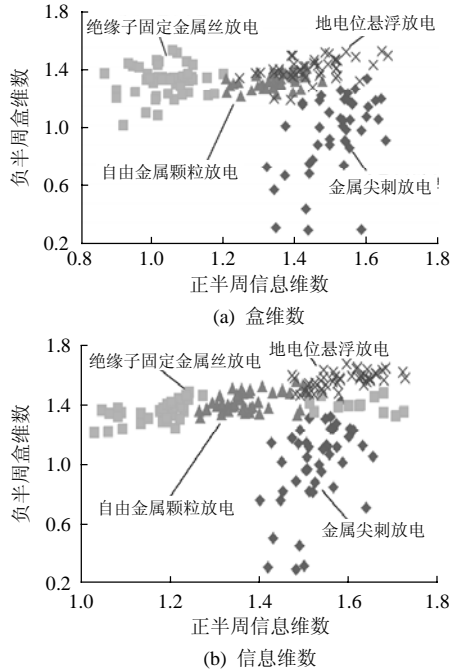 1.8
绝缘子固定金属丝放电
地电位悬浮放电
1.4
负半周盒维数
1.0
自由金属颗粒放电
0.6
金属尖刺放电
0.2
0.8 1.0 1.2 1.4 1.6 1.8
正半周信息维数
(a) 盒维数
1.8
绝缘子固定金属丝放电
地电位悬浮放电
1.4
负半周盒维数
1.0
自由金属颗粒放电
0.6
金属尖刺放电
0.2
1.0 1.2 1.4 1.6 1.8
正半周信息维数
(b) 信息维数